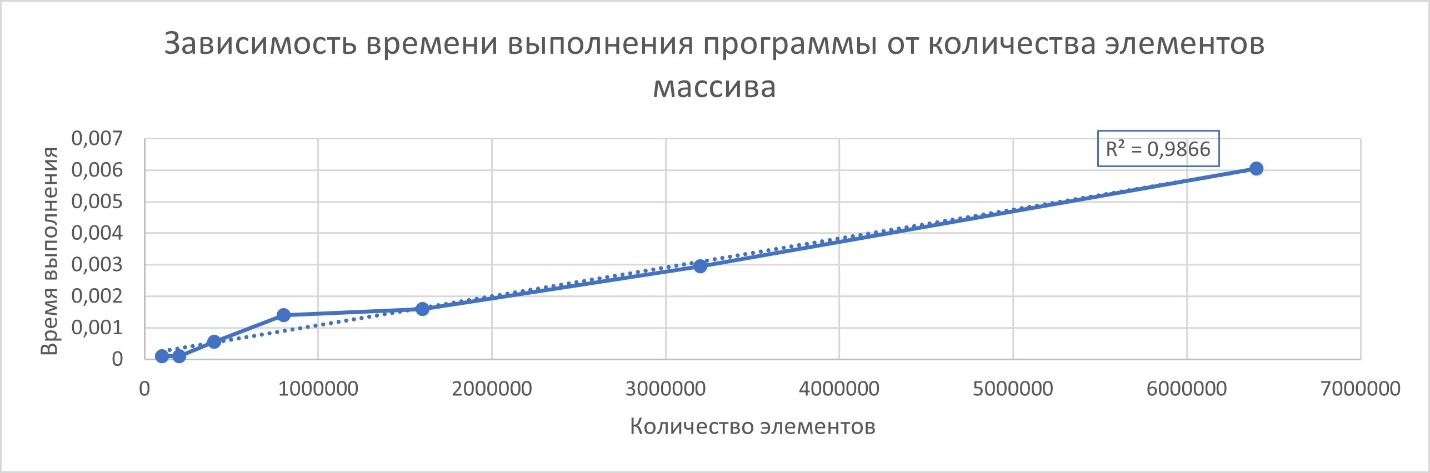 Зависимость времени выполнения программы от количества элементов
массива
Время выполнения
0,007
0,006
0,005
0,004
0,003
0,002
0,001
0
R² = 0,9866
0 1000000 2000000 3000000 4000000 5000000 6000000 7000000
Количество элементов